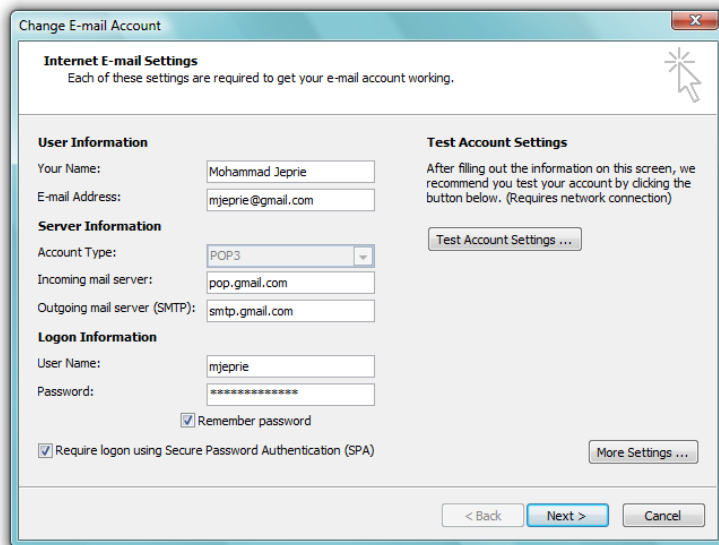 Change E-mail Account
Internet E-mail Settings
Each of these settings are required to get your e-mail account working.
User Information
Your Name: Mohammad Jeprie
E-mail Address: mjeprie@gmail.com
Server Information
Account Type: POP3
Incoming mail server: pop.gmail.com
Outgoing mail server (SMTP): smtp.gmail.com
Logon Information
User Name: mjeprie
Password: *************
Remember password
Require logon using Secure Password Authentication (SPA)
Test Account Settings
After filling out the information on this screen, we
recommend you test your account by clicking the
button below. (Requires network connection)
Test Account Settings ...
More Settings ...
< Back Next > Cancel